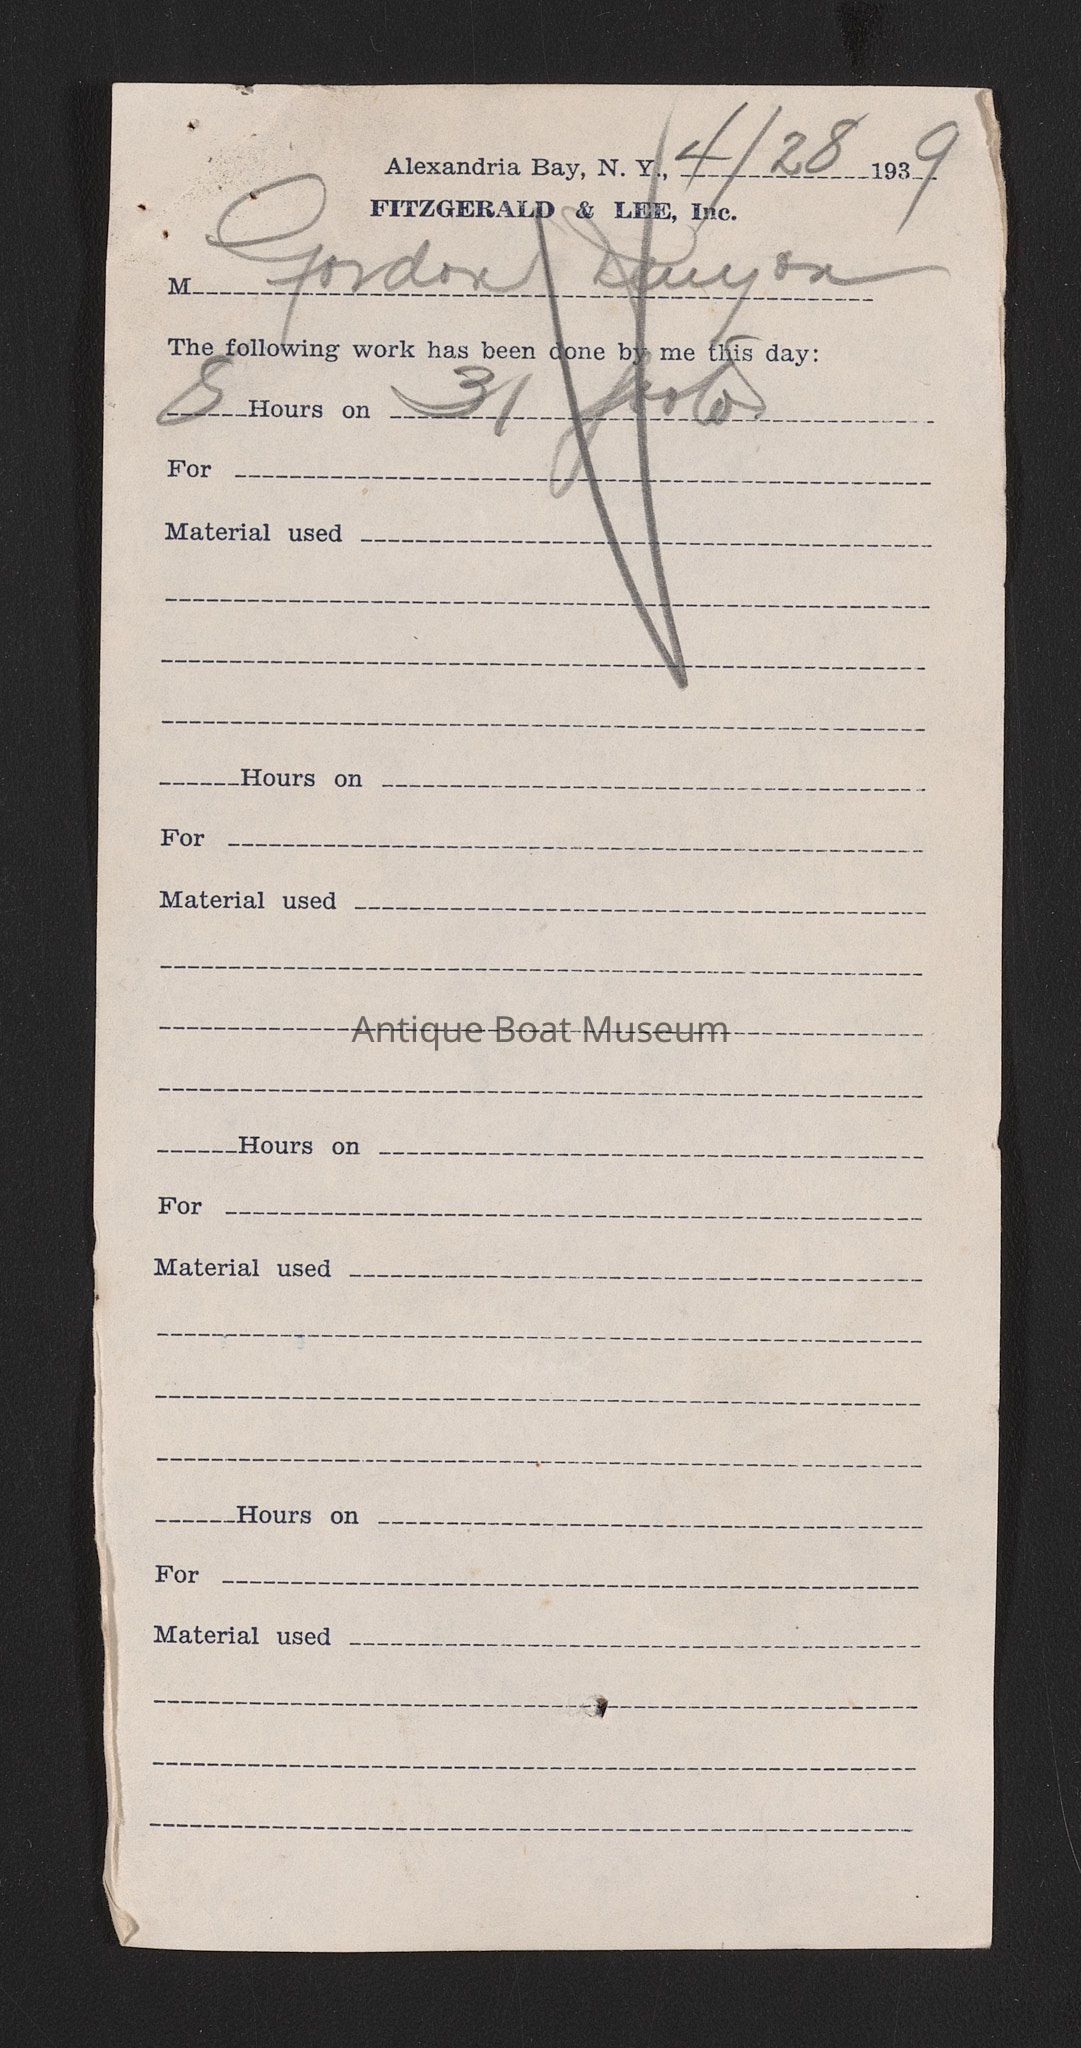 Alexandria Bay, N. Y., 4/28 1939
FITZGERALD & LEE, Inc.
M Gordon
The following work has been done by me this day:
8 Hours on 31
For
Material used
Hours on
For
Material used
Antique Boat Museum
Hours on
For
Material used
Hours on
For
Material used